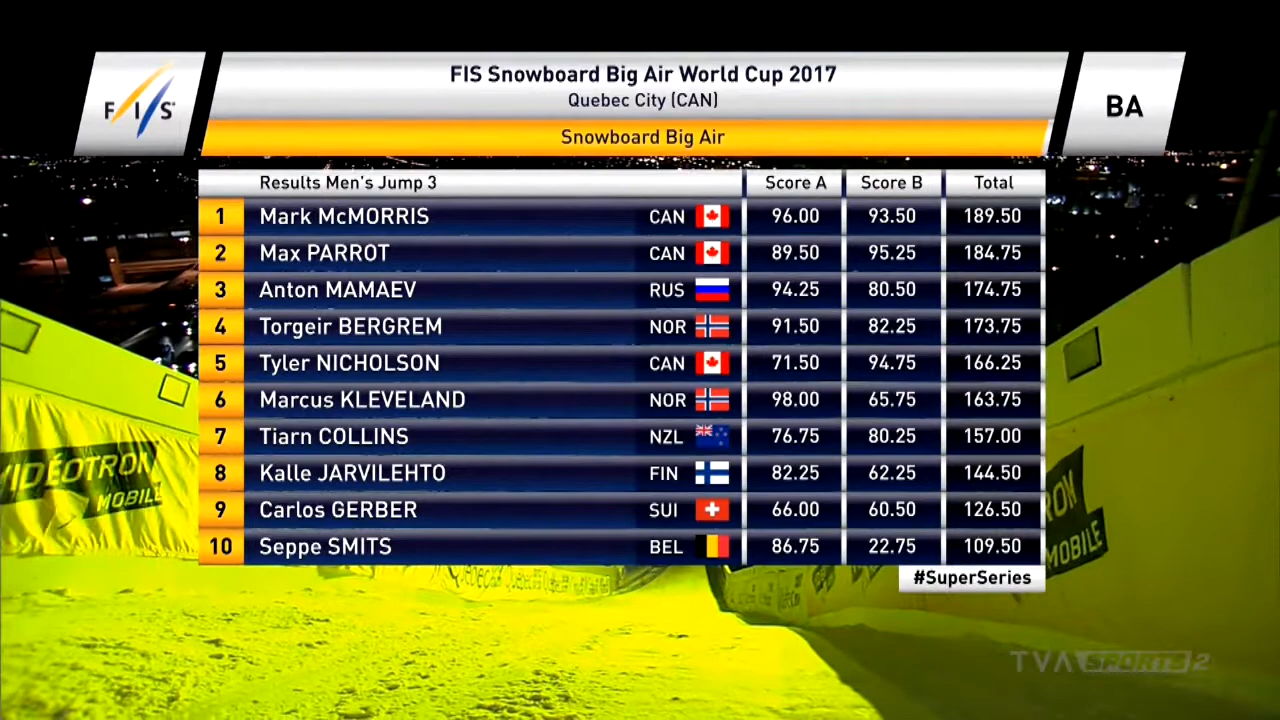 FIS
FIS Snowboard Big Air World Cup 2017
Quebec City (CAN)
BA
Snowboard Big Air
Results Men's Jump 3 Score A Score B Total
1 Mark McMORRIS CAN 96.00 93.50 189.50
2 Max PARROT CAN 89.50 95.25 184.75
3 Anton MAMAEV RUS 94.25 80.50 174.75
4 Torgeir BERGREM NOR 91.50 82.25 173.75
5 Tyler NICHOLSON CAN 71.50 94.75 166.25
6 Marcus KLEVELAND NOR 98.00 65.75 163.75
7 Tiarn COLLINS NZL 76.75 80.25 157.00
8 Kalle JARVILEHTO FIN 82.25 62.25 144.50
9 Carlos GERBER SUI 66.00 60.50 126.50
10 Seppe SMITS BEL 86.75 22.75 109.50
#SuperSeries
VIDÉOTRON
MOBILE
RON
MOBILE
TVA SPORTS 2